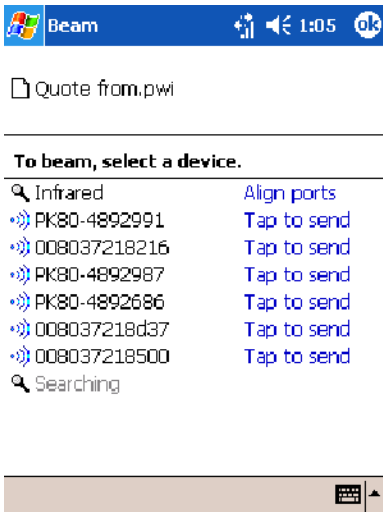 Beam 1:05 ok
Quote from.pwi
To beam, select a device.
Infrared Align ports
PK80-4892991 Tap to send
008037218216 Tap to send
PK80-4892987 Tap to send
PK80-4892686 Tap to send
008037218d37 Tap to send
008037218500 Tap to send
Searching